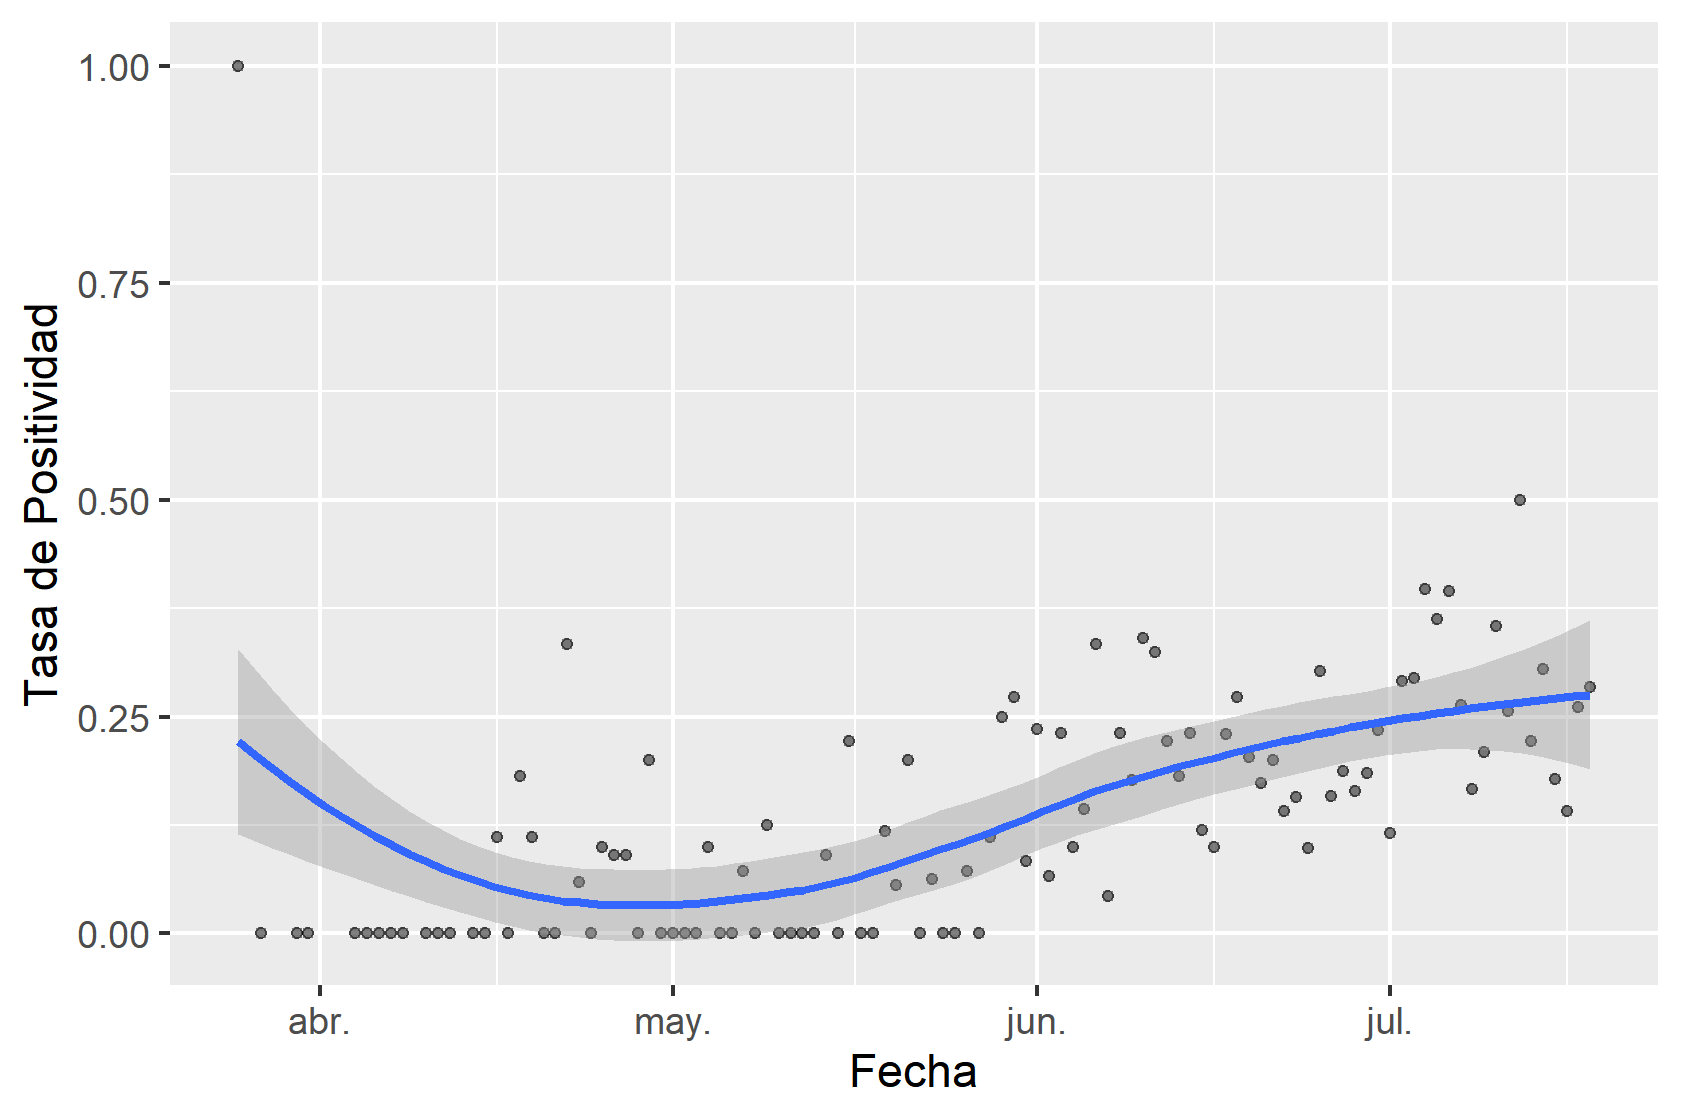 Tasa de Positividad
1.00
0.75
0.50
0.25
0.00
abr.
may.
jun.
jul.
Fecha